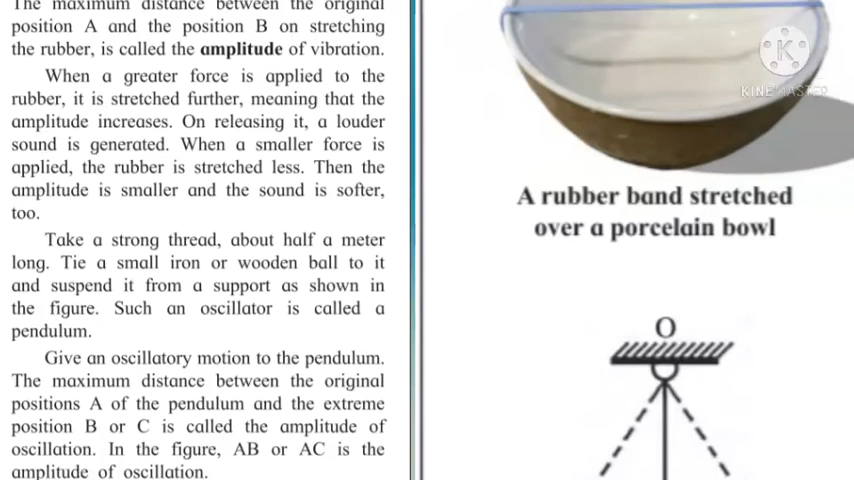 The maximum distance between the original
position A and the position B on stretching
the rubber, is called the amplitude of vibration.
When a greater force is applied to the
rubber, it is stretched further, meaning that the
amplitude increases. On releasing it, a louder
sound is generated. When a smaller force is
applied, the rubber is stretched less. Then the
amplitude is smaller and the sound is softer,
too.
Take a strong thread, about half a meter
long. Tie a small iron or wooden ball to it
and suspend it from a support as shown in
the figure. Such an oscillator is called a
pendulum.
Give an oscillatory motion to the pendulum.
The maximum distance between the original
positions A of the pendulum and the extreme
position B or C is called the amplitude of
oscillation. In the figure, AB or AC is the
amplitude of oscillation.
K
KINEMASTER
A rubber band stretched
over a porcelain bowl
O